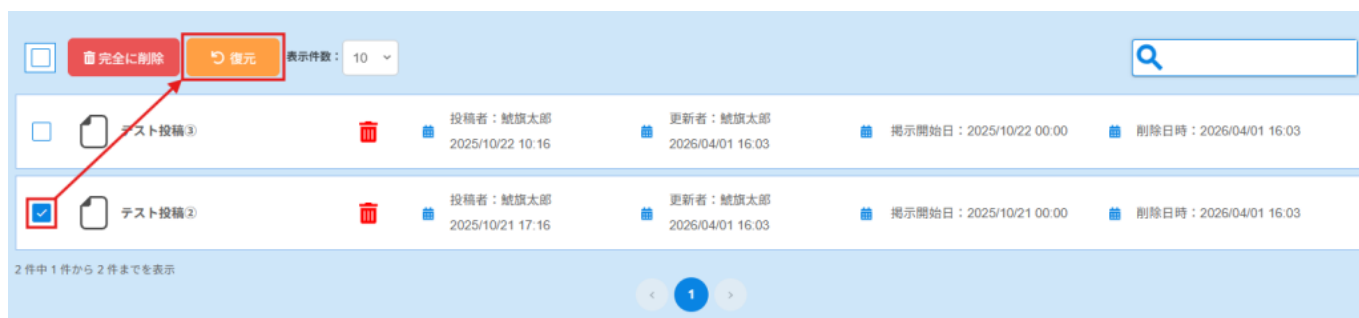 完全に削除 復元 表示件数： 10
テスト投稿③ 投稿者：鯱旗太郎 更新者：鯱旗太郎 掲示開始日：2025/10/22 00:00 削除日時：2026/04/01 16:03
2025/10/22 10:16 2026/04/01 16:03
テスト投稿② 投稿者：鯱旗太郎 更新者：鯱旗太郎 掲示開始日：2025/10/21 00:00 削除日時：2026/04/01 16:03
2025/10/21 17:16 2026/04/01 16:03
2 件中 1 件から 2 件までを表示
‹ 1 ›